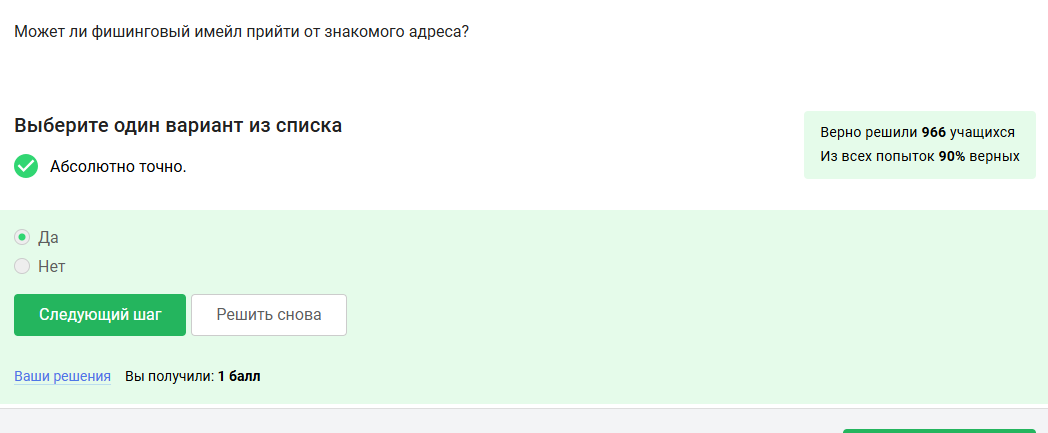 Может ли фишинговый имейл прийти от знакомого адреса?
Выберите один вариант из списка
Верно решили 966 учащихся
Из всех попыток 90% верных
Абсолютно точно.
Да
Нет
Следующий шаг
Решить снова
Ваши решения Вы получили: 1 балл